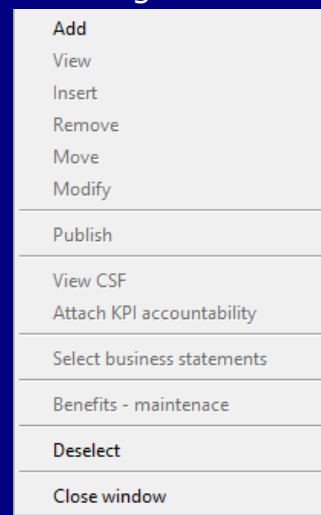 Add
View
Insert
Remove
Move
Modify
Publish
View CSF
Attach KPI accountability
Select business statements
Benefits - maintenace
Deselect
Close window